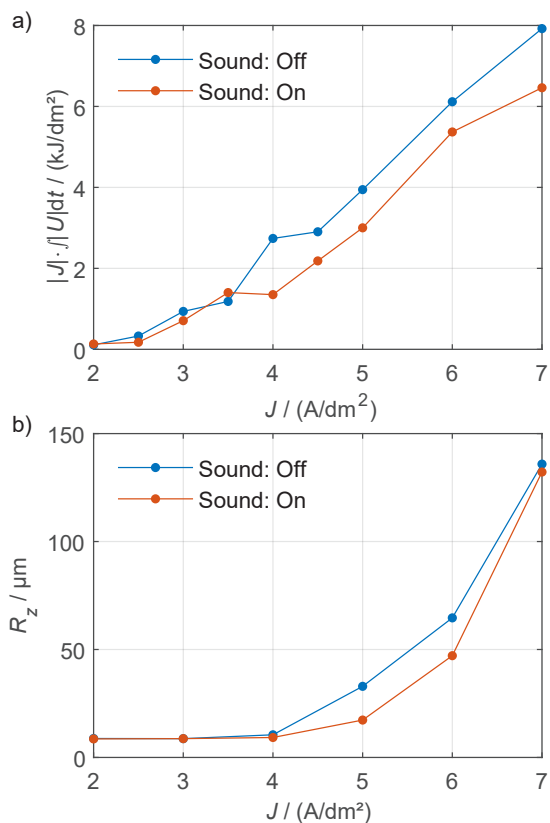 a)
|J| · ∫|U|dt / (kJ/dm²)
8
6
4
2
0
Sound: Off
Sound: On
2 3 4 5 6 7
J / (A/dm²)
b)
R_z / µm
150
100
50
0
Sound: Off
Sound: On
2 3 4 5 6 7
J / (A/dm²)